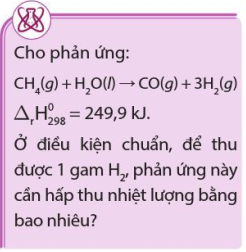 Cho phản ứng:
CH₄(g) + H₂O(l) → CO(g) + 3H₂(g)
Δ_rH⁰₂₉₈ = 249,9 kJ.
Ở điều kiện chuẩn, để thu
được 1 gam H₂, phản ứng này
cần hấp thu nhiệt lượng bằng
bao nhiêu?